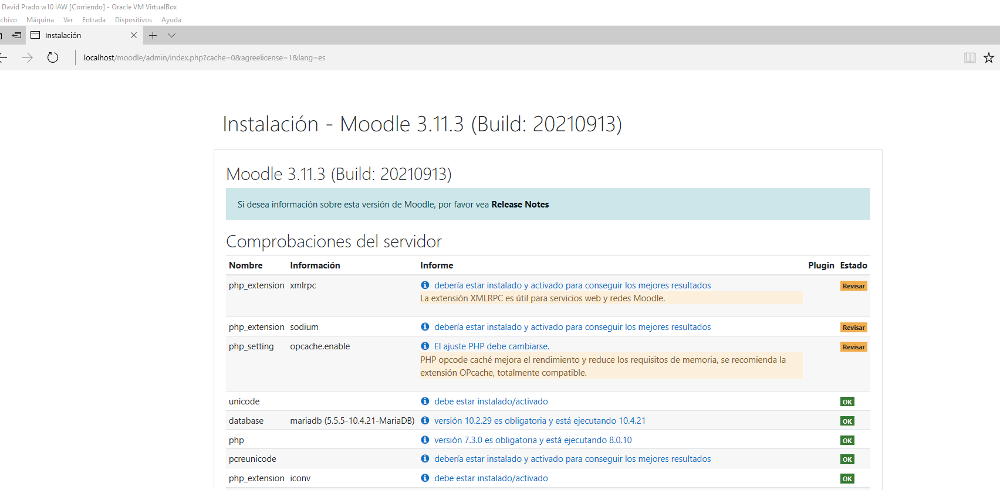 David Prado w10 IAW [Corriendo] - Oracle VM VirtualBox
chivo Máquina Ver Entrada Dispositivos Ayuda
Instalación
localhost/moodle/admin/index.php?cache=0&agreelicense=1&lang=es
Instalación - Moodle 3.11.3 (Build: 20210913)
Moodle 3.11.3 (Build: 20210913)
Si desea información sobre esta versión de Moodle, por favor vea Release Notes
Comprobaciones del servidor
Nombre Información Informe Plugin Estado
php_extension xmlrpc debería estar instalado y activado para conseguir los mejores resultados Revisar
La extensión XMLRPC es útil para servicios web y redes Moodle.
php_extension sodium debería estar instalado y activado para conseguir los mejores resultados Revisar
php_setting opcache.enable El ajuste PHP debe cambiarse. Revisar
PHP opcode caché mejora el rendimiento y reduce los requisitos de memoria, se recomienda la
extensión OPcache, totalmente compatible.
unicode debe estar instalado/activado OK
database mariadb (5.5.5-10.4.21-MariaDB) versión 10.2.29 es obligatoria y está ejecutando 10.4.21 OK
php versión 7.3.0 es obligatoria y está ejecutando 8.0.10 OK
pcreunicode debería estar instalado y activado para conseguir los mejores resultados OK
php_extension iconv debe estar instalado/activado OK